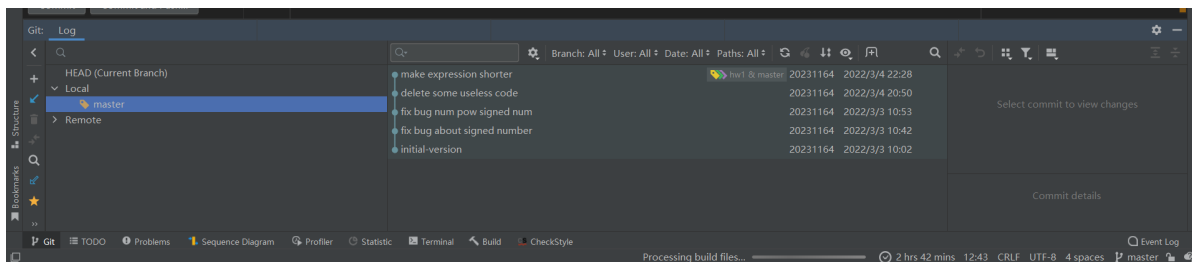 Git: Log
Branch: All User: All Date: All Paths: All
HEAD (Current Branch)
Local
master
Remote
make expression shorter hw1 & master 20231164 2022/3/4 22:28
delete some useless code 20231164 2022/3/4 20:50
fix bug num pow signed num 20231164 2022/3/3 10:53
fix bug about signed number 20231164 2022/3/3 10:42
initial-version 20231164 2022/3/3 10:02
Select commit to view changes
Commit details
Structure
Bookmarks
Git TODO Problems Sequence Diagram Profiler Statistic Terminal Build CheckStyle Event Log
Processing build files... 2 hrs 42 mins 12:43 CRLF UTF-8 4 spaces master